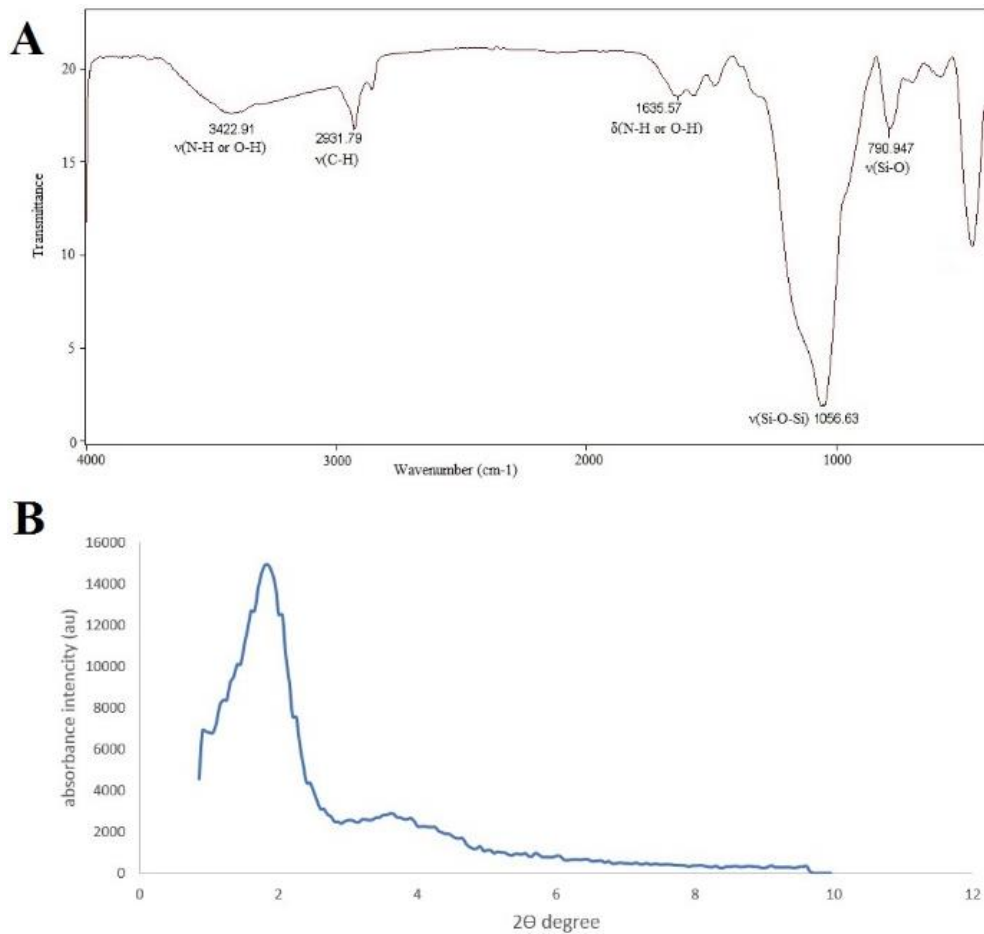 A
20
15
10
5
0
Transmittance
3422.91
ν(N-H or O-H)
2931.79
ν(C-H)
1635.57
δ(N-H or O-H)
790.947
ν(Si-O)
ν(Si-O-Si) 1056.63
4000
3000
2000
1000
Wavenumber (cm-1)
B
16000
14000
12000
10000
8000
6000
4000
2000
0
absorbance intencity (au)
0
2
4
6
8
10
12
2Θ degree